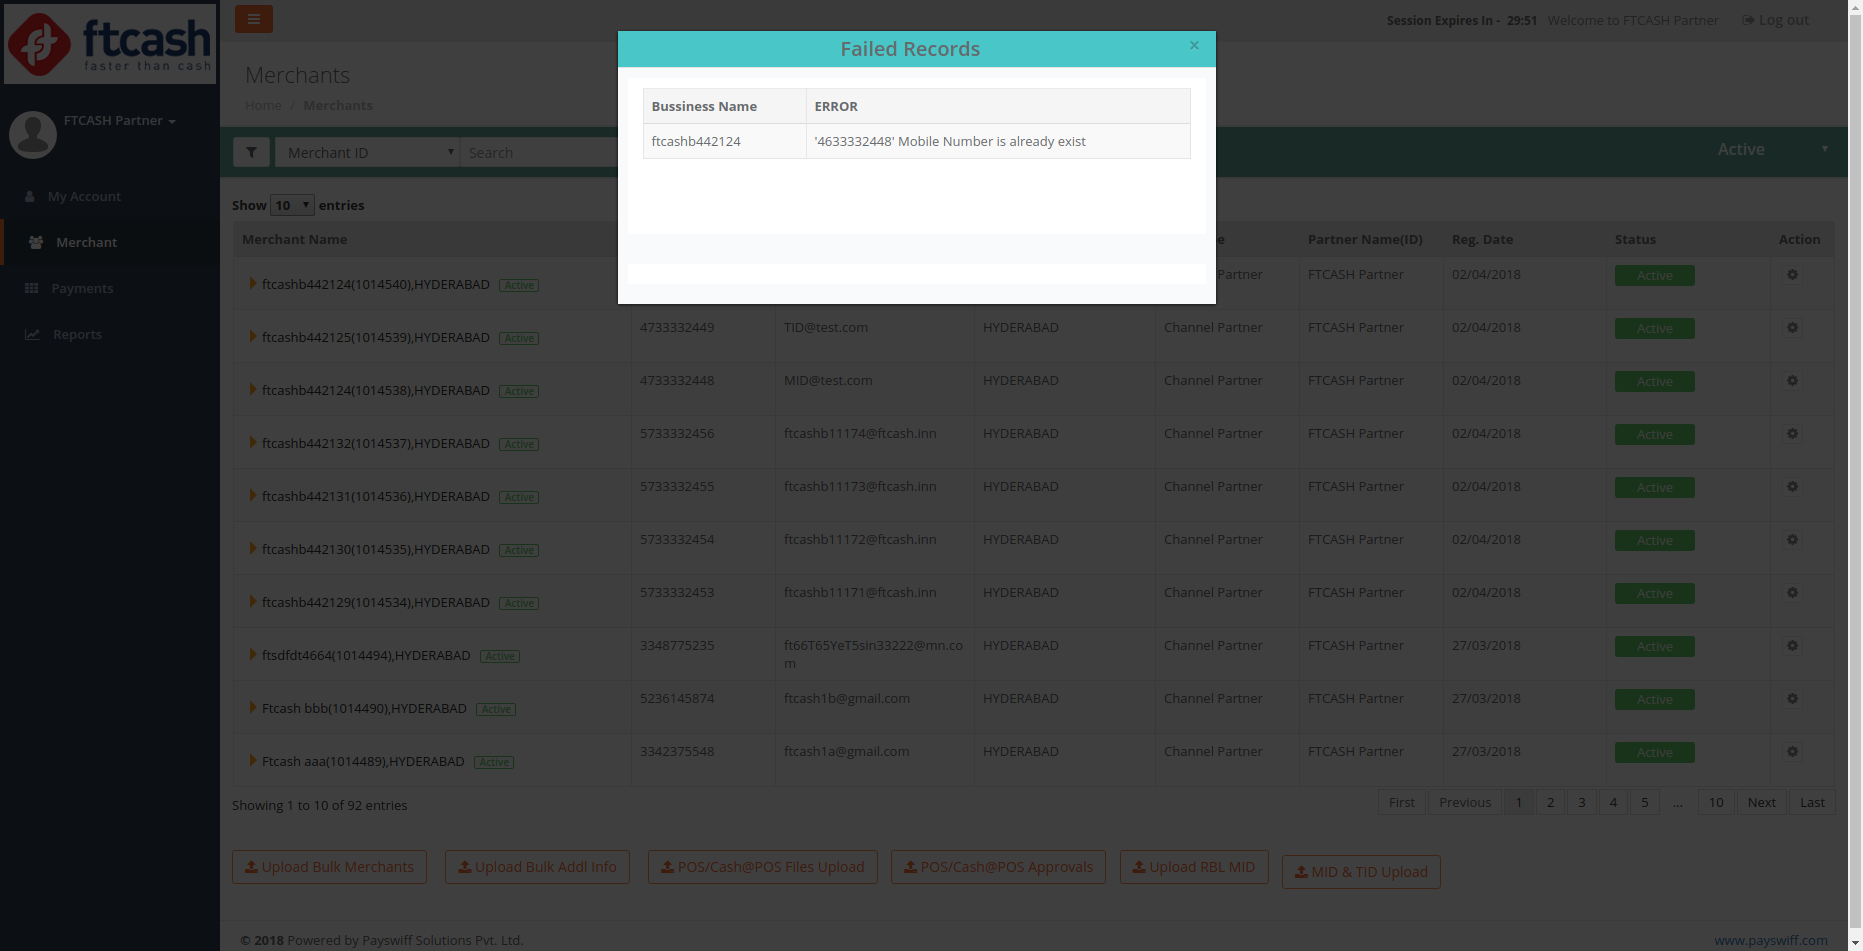 ftcash
faster than cash
Session Expires In - 29:51 Welcome to FTCASH Partner Log out
FTCASH Partner
My Account
Merchant
Payments
Reports
Merchants
Home / Merchants
Merchant ID Search Active
Failed Records ×
Bussiness Name ERROR
ftcashb442124 '4633332448' Mobile Number is already exist
Show 10 entries
Merchant Name e Partner Name(ID) Reg. Date Status Action
ftcashb442124(1014540),HYDERABAD Active Partner FTCASH Partner 02/04/2018 Active
ftcashb442125(1014539),HYDERABAD Active 4733332449 TID@test.com HYDERABAD Channel Partner FTCASH Partner 02/04/2018 Active
ftcashb442124(1014538),HYDERABAD Active 4733332448 MID@test.com HYDERABAD Channel Partner FTCASH Partner 02/04/2018 Active
ftcashb442132(1014537),HYDERABAD Active 5733332456 ftcashb11174@ftcash.inn HYDERABAD Channel Partner FTCASH Partner 02/04/2018 Active
ftcashb442131(1014536),HYDERABAD Active 5733332455 ftcashb11173@ftcash.inn HYDERABAD Channel Partner FTCASH Partner 02/04/2018 Active
ftcashb442130(1014535),HYDERABAD Active 5733332454 ftcashb11172@ftcash.inn HYDERABAD Channel Partner FTCASH Partner 02/04/2018 Active
ftcashb442129(1014534),HYDERABAD Active 5733332453 ftcashb11171@ftcash.inn HYDERABAD Channel Partner FTCASH Partner 02/04/2018 Active
ftsdfdt4664(1014494),HYDERABAD Active 3348775235 ft66T65YeT5sin33222@mn.co HYDERABAD Channel Partner FTCASH Partner 27/03/2018 Active
m
Ftcash bbb(1014490),HYDERABAD Active 5236145874 ftcash1b@gmail.com HYDERABAD Channel Partner FTCASH Partner 27/03/2018 Active
Ftcash aaa(1014489),HYDERABAD Active 3342375548 ftcash1a@gmail.com HYDERABAD Channel Partner FTCASH Partner 27/03/2018 Active
Showing 1 to 10 of 92 entries First Previous 1 2 3 4 5 ... 10 Next Last
Upload Bulk Merchants Upload Bulk Addl Info POS/Cash@POS Files Upload POS/Cash@POS Approvals Upload RBL MID MID & TID Upload
© 2018 Powered by Payswiff Solutions Pvt. Ltd. www.payswiff.com